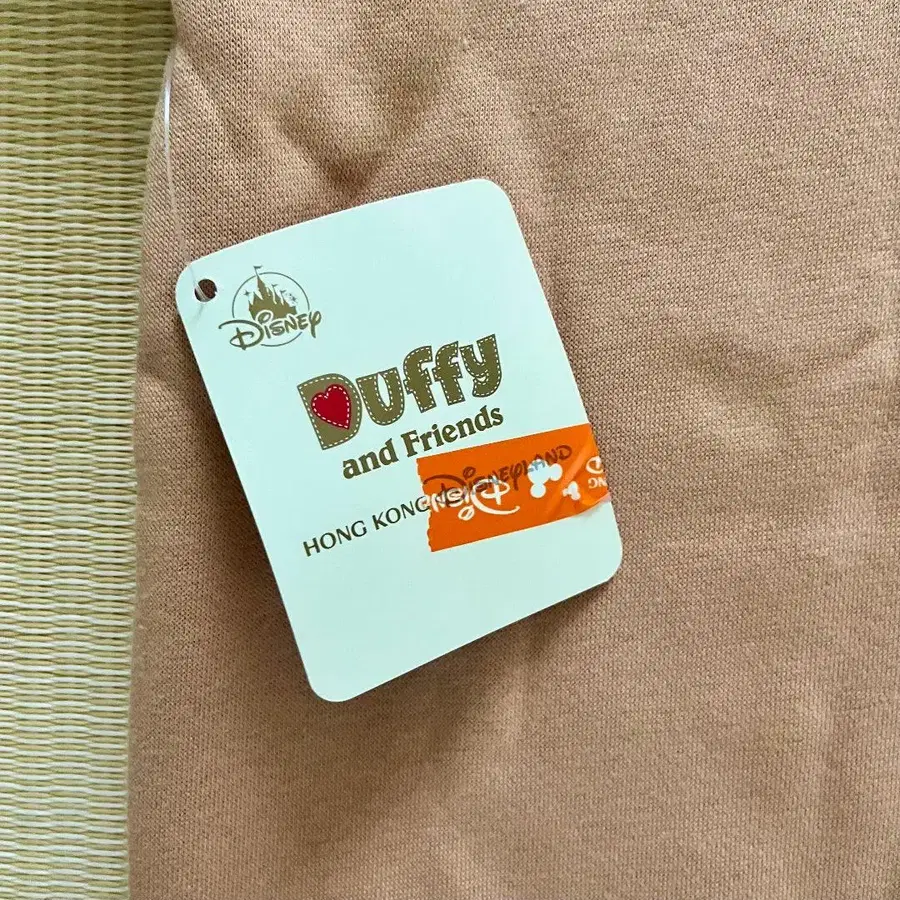 Disney
Duffy
and Friends
HONG KONG DISNEYLAND